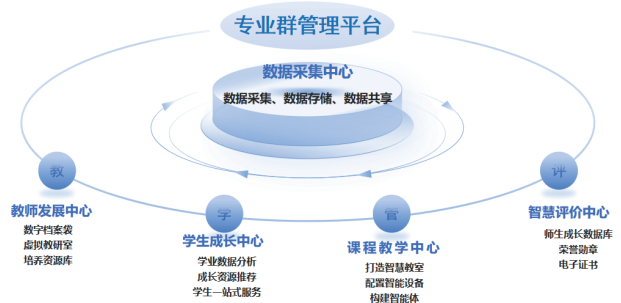 专业群管理平台
数据采集中心
数据采集、数据存储、数据共享
教
教师发展中心
数字档案袋
虚拟教研室
培养资源库
学
学生成长中心
学业数据分析
成长资源推荐
学生一站式服务
管
课程教学中心
打造智慧教室
配置智能设备
构建智能体
评
智慧评价中心
师生成长数据库
荣誉勋章
电子证书